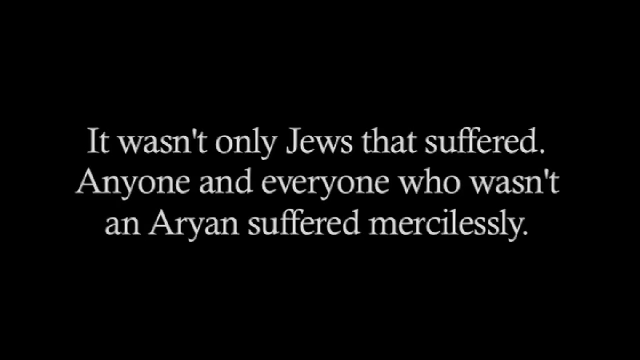 It wasn't only Jews that suffered.
Anyone and everyone who wasn't
an Aryan suffered mercilessly.